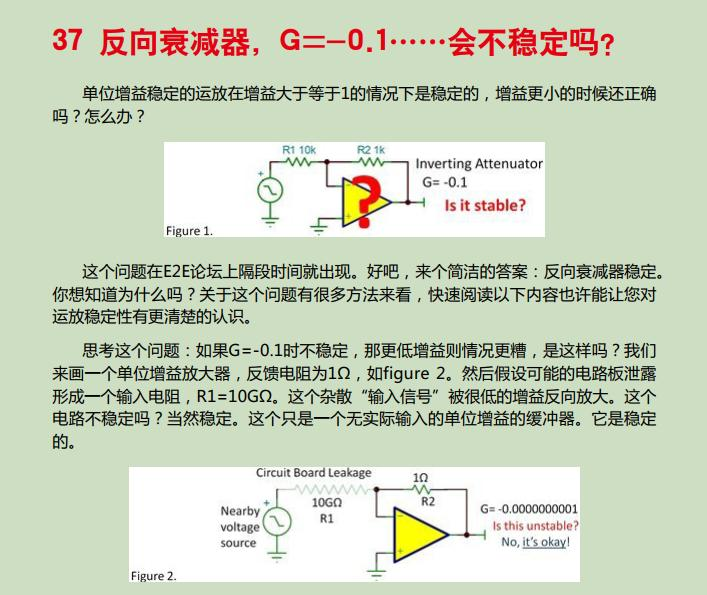 37 反向衰减器，G=-0.1……会不稳定吗?
单位增益稳定的运放在增益大于等于1的情况下是稳定的，增益更小的时候还正确
吗？怎么办？
R1 10k
R2 1k
+
-
+
?
Inverting Attenuator
G= -0.1
Is it stable?
Figure 1.
这个问题在E2E论坛上隔段时间就出现。好吧，来个简洁的答案：反向衰减器稳定。
你想知道为什么吗？关于这个问题有很多方法来看，快速阅读以下内容也许能让您对
运放稳定性有更清楚的认识。
思考这个问题：如果G=-0.1时不稳定，那更低增益则情况更糟，是这样吗？我们
来画一个单位增益放大器，反馈电阻为1Ω，如figure 2。然后假设可能的电路板泄露
形成一个输入电阻，R1=10GΩ。这个杂散“输入信号”被很低的增益反向放大。这个
电路不稳定吗？当然稳定。这个只是一个无实际输入的单位增益的缓冲器。它是稳定
的。
Circuit Board Leakage
10GΩ
R1
1Ω
R2
Nearby
voltage
source
+
-
+
G= -0.0000000001
Is this unstable?
No, it's okay!
Figure 2.